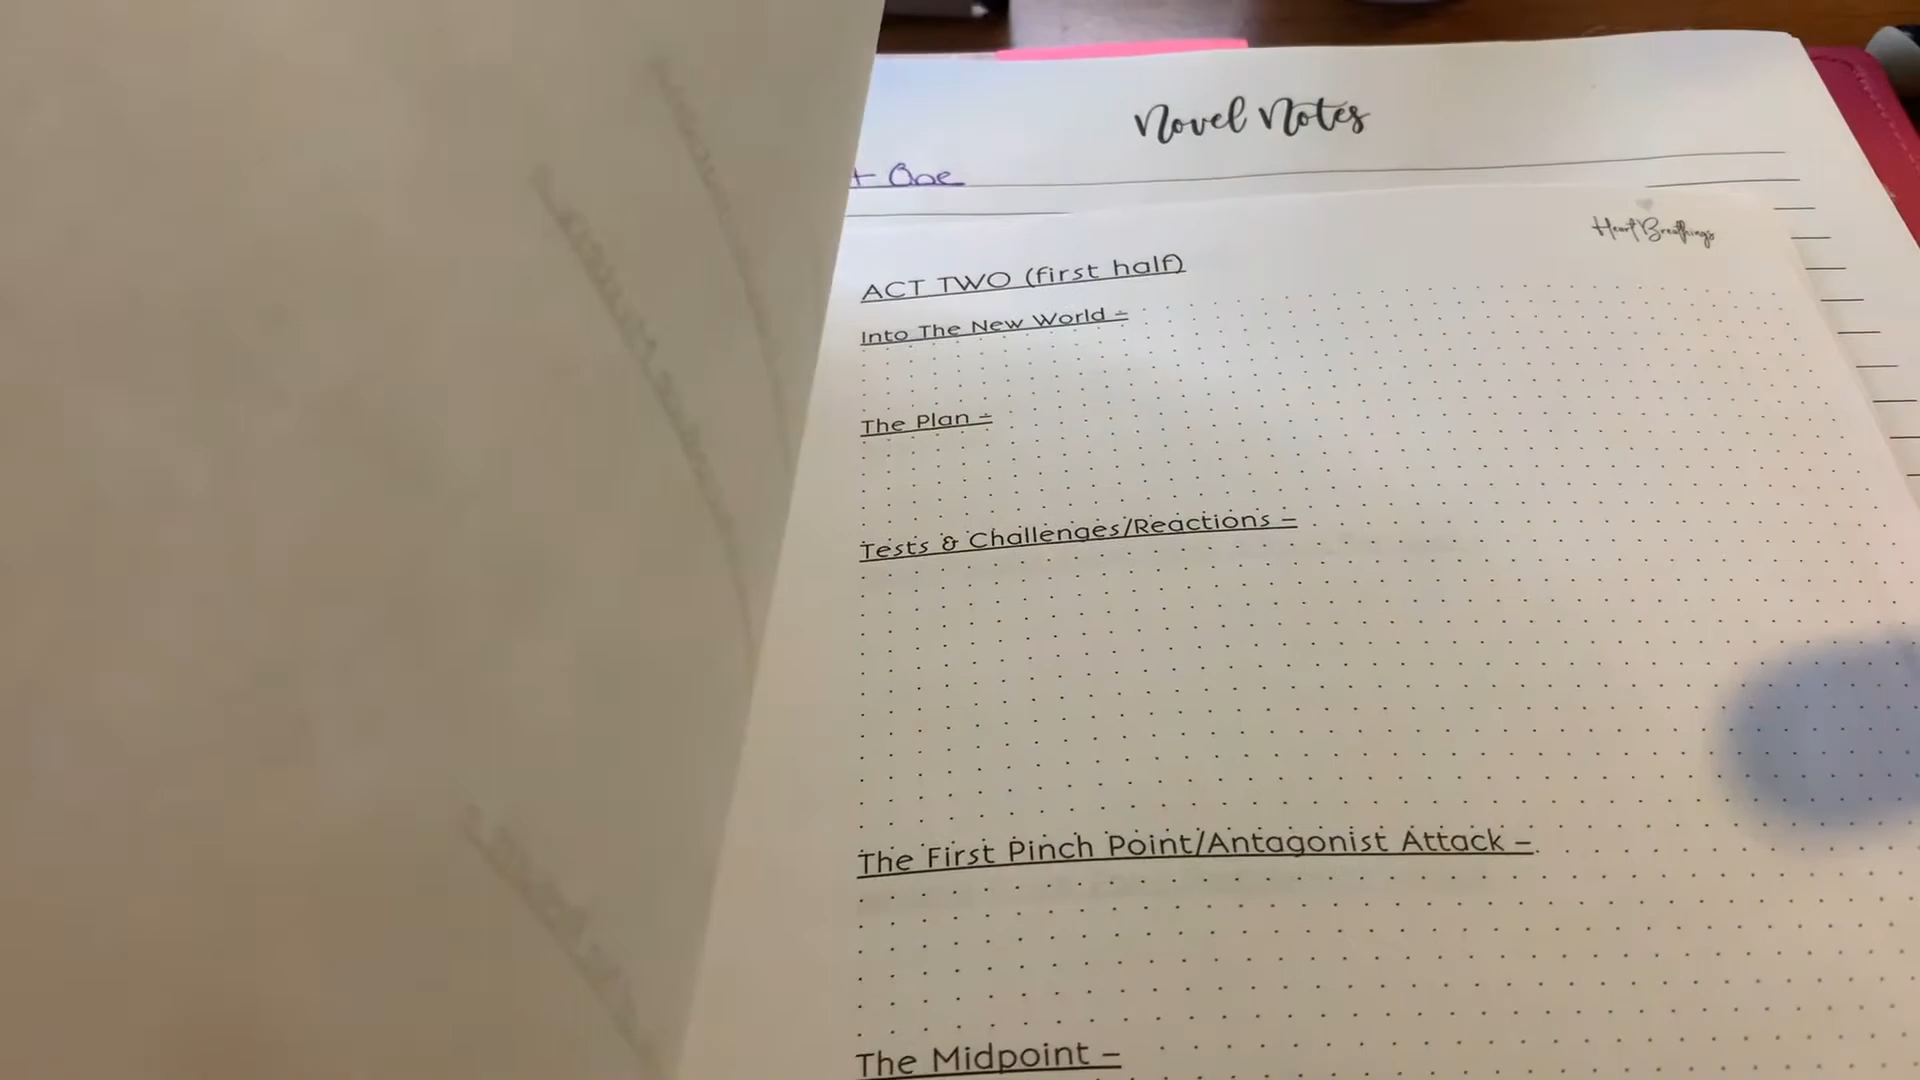 Novel Notes
One
Heart Breathings
ACT TWO (first half)
Into The New World -
The Plan -
Tests & Challenges/Reactions -
The First Pinch Point/Antagonist Attack -
The Midpoint -